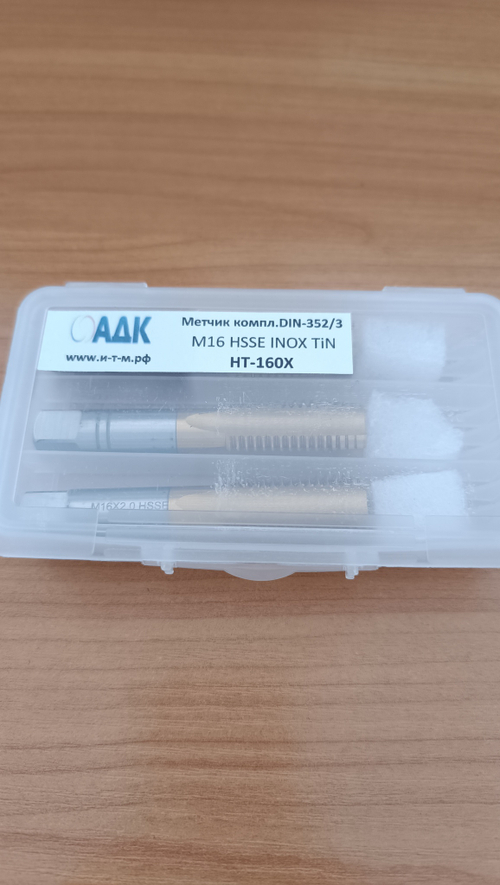 АДК
www.и-т-м.рф
Метчик компл.DIN-352/3
M16 HSSE INOX TiN
HT-160X
M16X2.0 HSSE